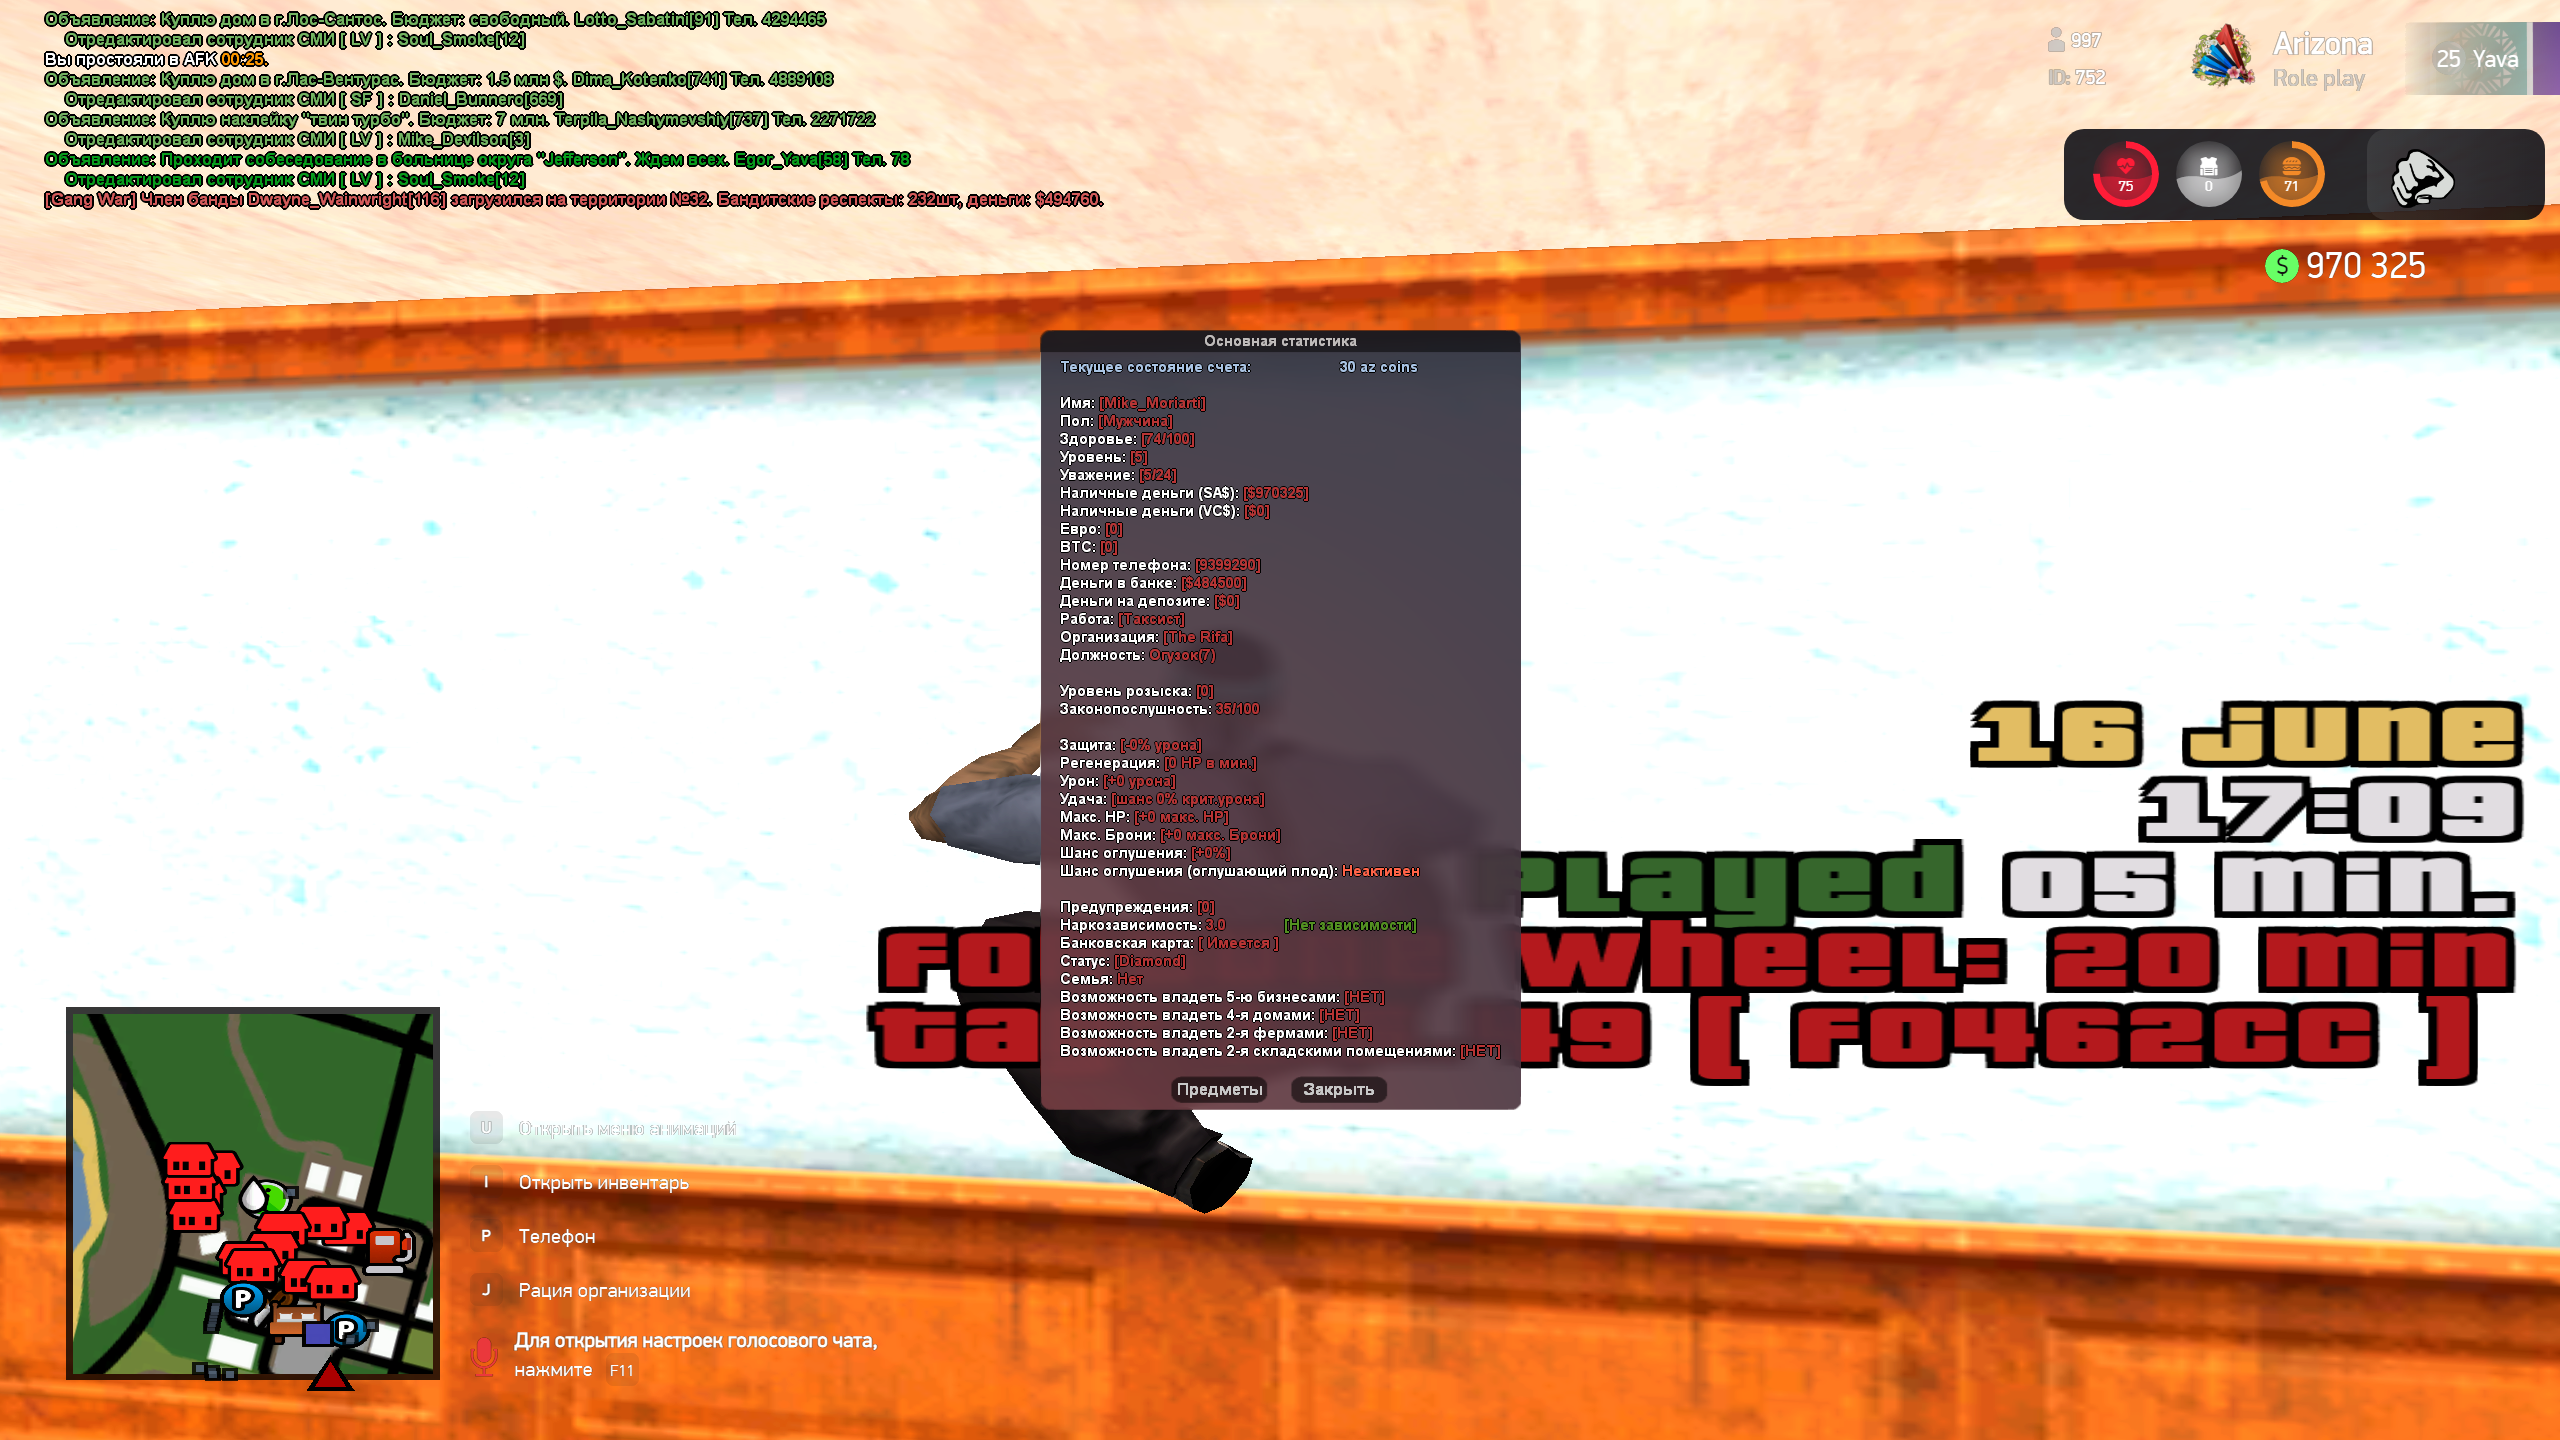 Объявление: Куплю дом в г.Лос-Сантос. Бюджет: свободный. Lotto_Sabatini[91] Тел. 4294465
Отредактировал сотрудник СМИ [ LV ] : Soul_Smoke[12]
Вы простояли в AFK 00:25.
Объявление: Куплю дом в г.Лас-Вентурас. Бюджет: 1.5 млн $. Dima_Kotenko[741] Тел. 4889108
Отредактировал сотрудник СМИ [ SF ] : Daniel_Bunnero[669]
Объявление: Куплю наклейку "твин турбо". Бюджет: 7 млн. Terpila_Nashymevshiy[737] Тел. 2271722
Отредактировал сотрудник СМИ [ LV ] : Mike_Devilson[3]
Объявление: Проходит собеседование в больнице округа "Jefferson". Ждем всех. Egor_Yava[58] Тел. 78
Отредактировал сотрудник СМИ [ LV ] : Soul_Smoke[12]
[Gang War] Член банды Dwayne_Wainwright[116] загрузился на территории №32. Бандитские респекты: 232шт, деньги: $494760.
997
ID: 752
Arizona
Role play
25 Yava
75
0
71
$ 970 325
Основная статистика
Текущее состояние счета: 30 az coins
Имя: [Mike_Moriarti]
Пол: [Мужчина]
Здоровье: [74/100]
Уровень: [5]
Уважение: [5/24]
Наличные деньги (SA$): [$970325]
Наличные деньги (VC$): [$0]
Евро: [0]
BTC: [0]
Номер телефона: [9399290]
Деньги в банке: [$484500]
Деньги на депозите: [$0]
Работа: [Таксист]
Организация: [The Rifa]
Должность: Огузок(7)
Уровень розыска: [0]
Законопослушность: 35/100
Защита: [-0% урона]
Регенерация: [0 HP в мин.]
Урон: [+0 урона]
Удача: [шанс 0% крит.урона]
Макс. HP: [+0 макс. HP]
Макс. Брони: [+0 макс. Брони]
Шанс оглушения: [+0%]
Шанс оглушения (оглушающий плод): Неактивен
Предупреждения: [0]
Наркозависимость: 3.0 [Нет зависимости]
Банковская карта: [ Имеется ]
Статус: [Diamond]
Семья: Нет
Возможность владеть 5-ю бизнесами: [НЕТ]
Возможность владеть 4-я домами: [НЕТ]
Возможность владеть 2-я фермами: [НЕТ]
Возможность владеть 2-я складскими помещениями: [НЕТ]
Предметы Закрыть
16 June
17:09
Played 05 min.
Fo wheel: 20 min
ta 49 [ F0462CC ]
U Открыть меню анимаций
I Открыть инвентарь
P Телефон
J Рация организации
Для открытия настроек голосового чата,
нажмите F11
P
P